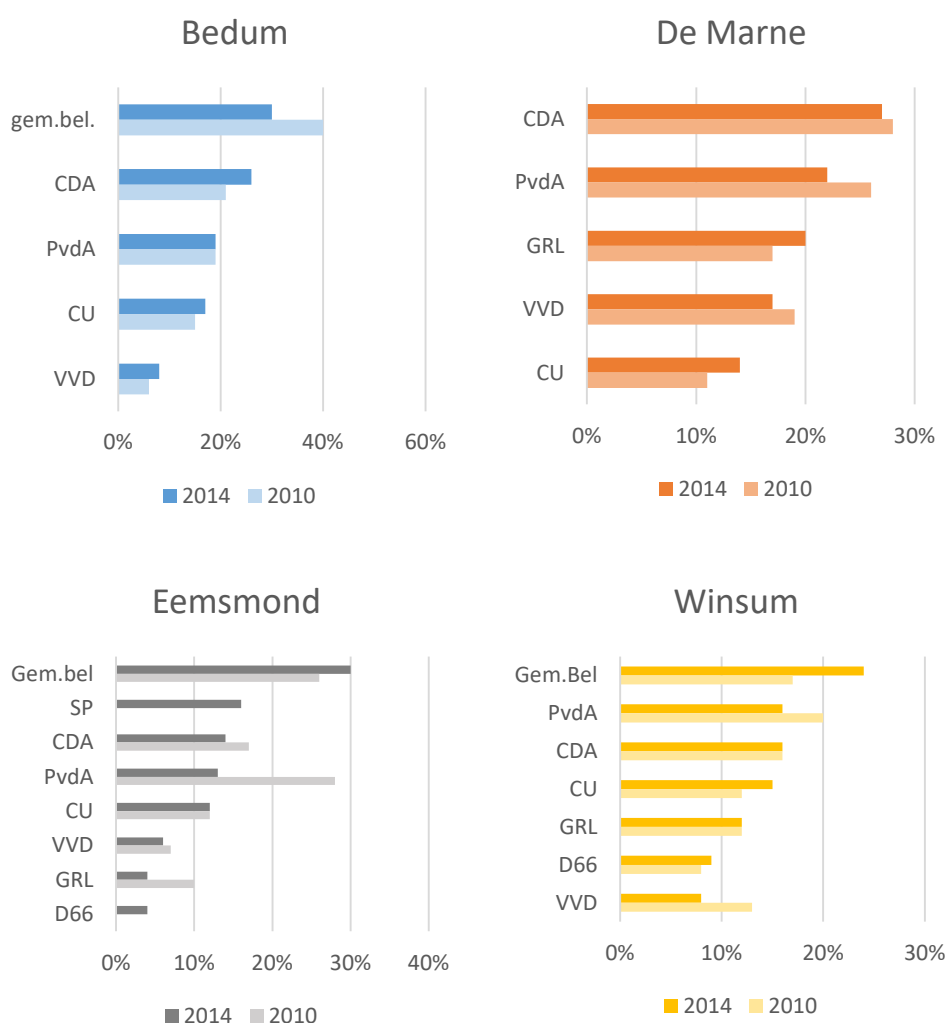 Bedum
gem.bel.
CDA
PvdA
CU
VVD
0% 20% 40% 60%
2014 2010
De Marne
CDA
PvdA
GRL
VVD
CU
0% 10% 20% 30%
2014 2010
Eemsmond
Gem.bel
SP
CDA
PvdA
CU
VVD
GRL
D66
0% 10% 20% 30% 40%
2014 2010
Winsum
Gem.Bel
PvdA
CDA
CU
GRL
D66
VVD
0% 10% 20% 30%
2014 2010